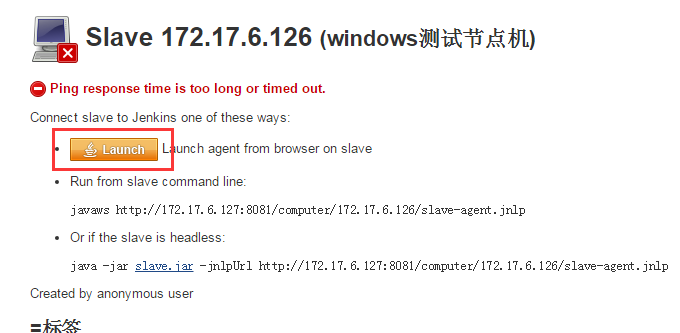 Slave 172.17.6.126 (windows测试节点机)
Ping response time is too long or timed out.
Connect slave to Jenkins one of these ways:
Launch Launch agent from browser on slave
Run from slave command line:
javaws http://172.17.6.127:8081/computer/172.17.6.126/slave-agent.jnlp
Or if the slave is headless:
java -jar slave.jar -jnlpUrl http://172.17.6.127:8081/computer/172.17.6.126/slave-agent.jnlp
Created by anonymous user
=标签